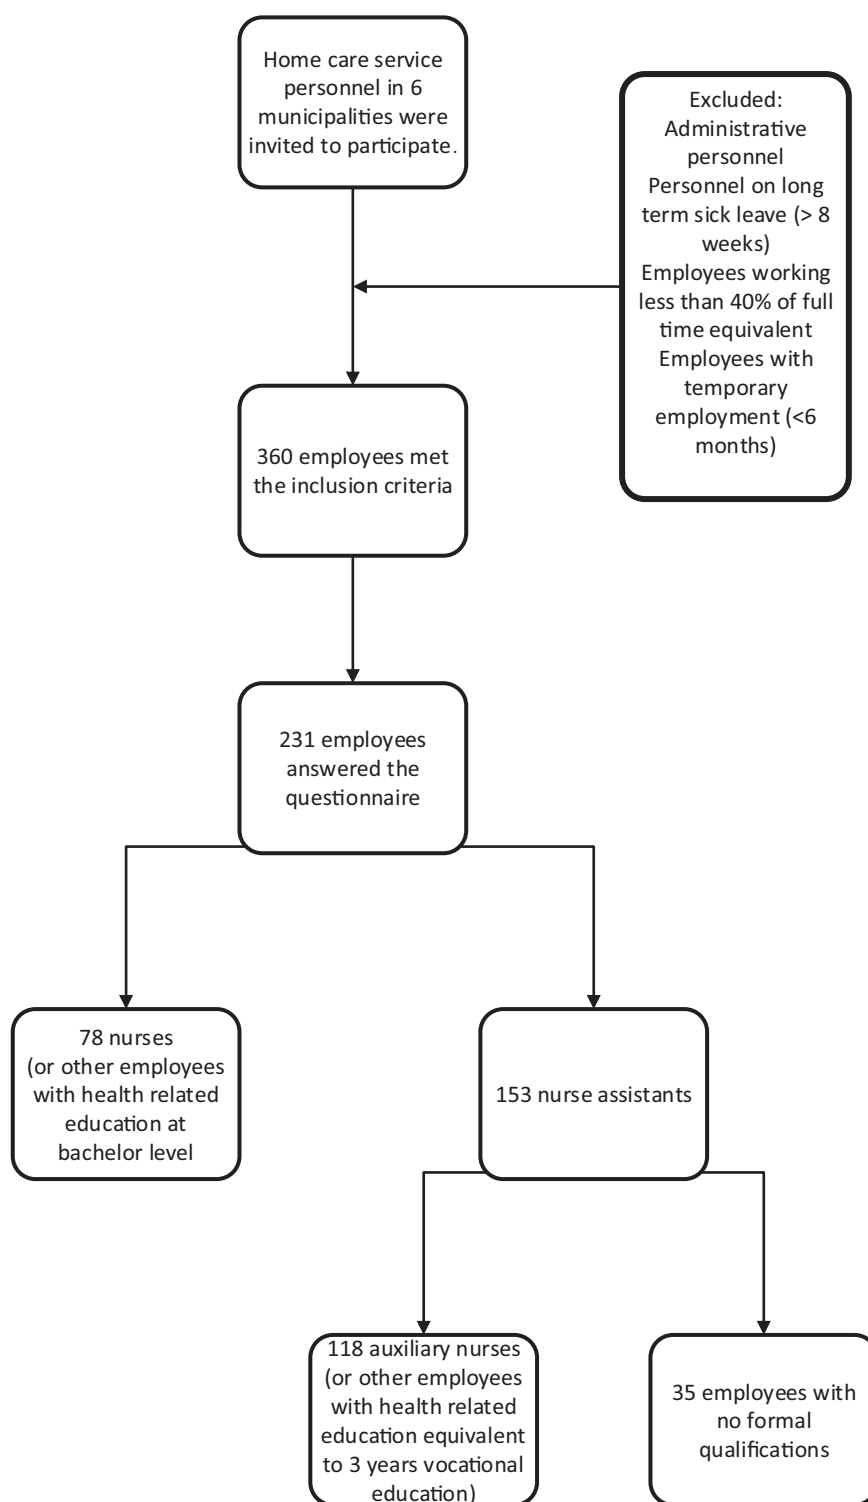 Home care service
personnel in 6
municipalities were
invited to participate.
Excluded:
Administrative
personnel
Personnel on long
term sick leave (> 8
weeks)
Employees working
less than 40% of full
time equivalent
Employees with
temporary
employment (<6
months)
360 employees met
the inclusion criteria
231 employees
answered the
questionnaire
78 nurses
(or other employees
with health related
education at
bachelor level
153 nurse assistants
118 auxiliary nurses
(or other employees
with health related
education equivalent
to 3 years vocational
education)
35 employees with
no formal
qualifications